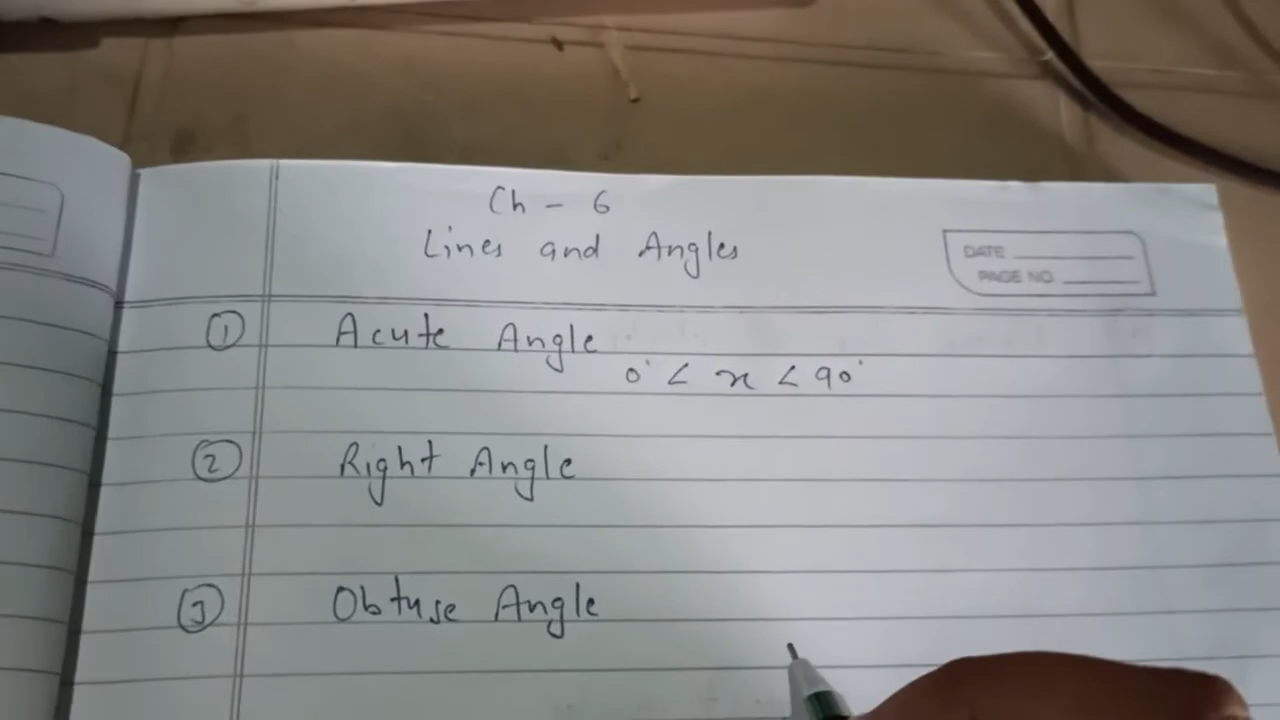 Ch - 6
Lines and Angles
DATE
PAGE NO.
① Acute Angle
0° < x < 90°
② Right Angle
③ Obtuse Angle